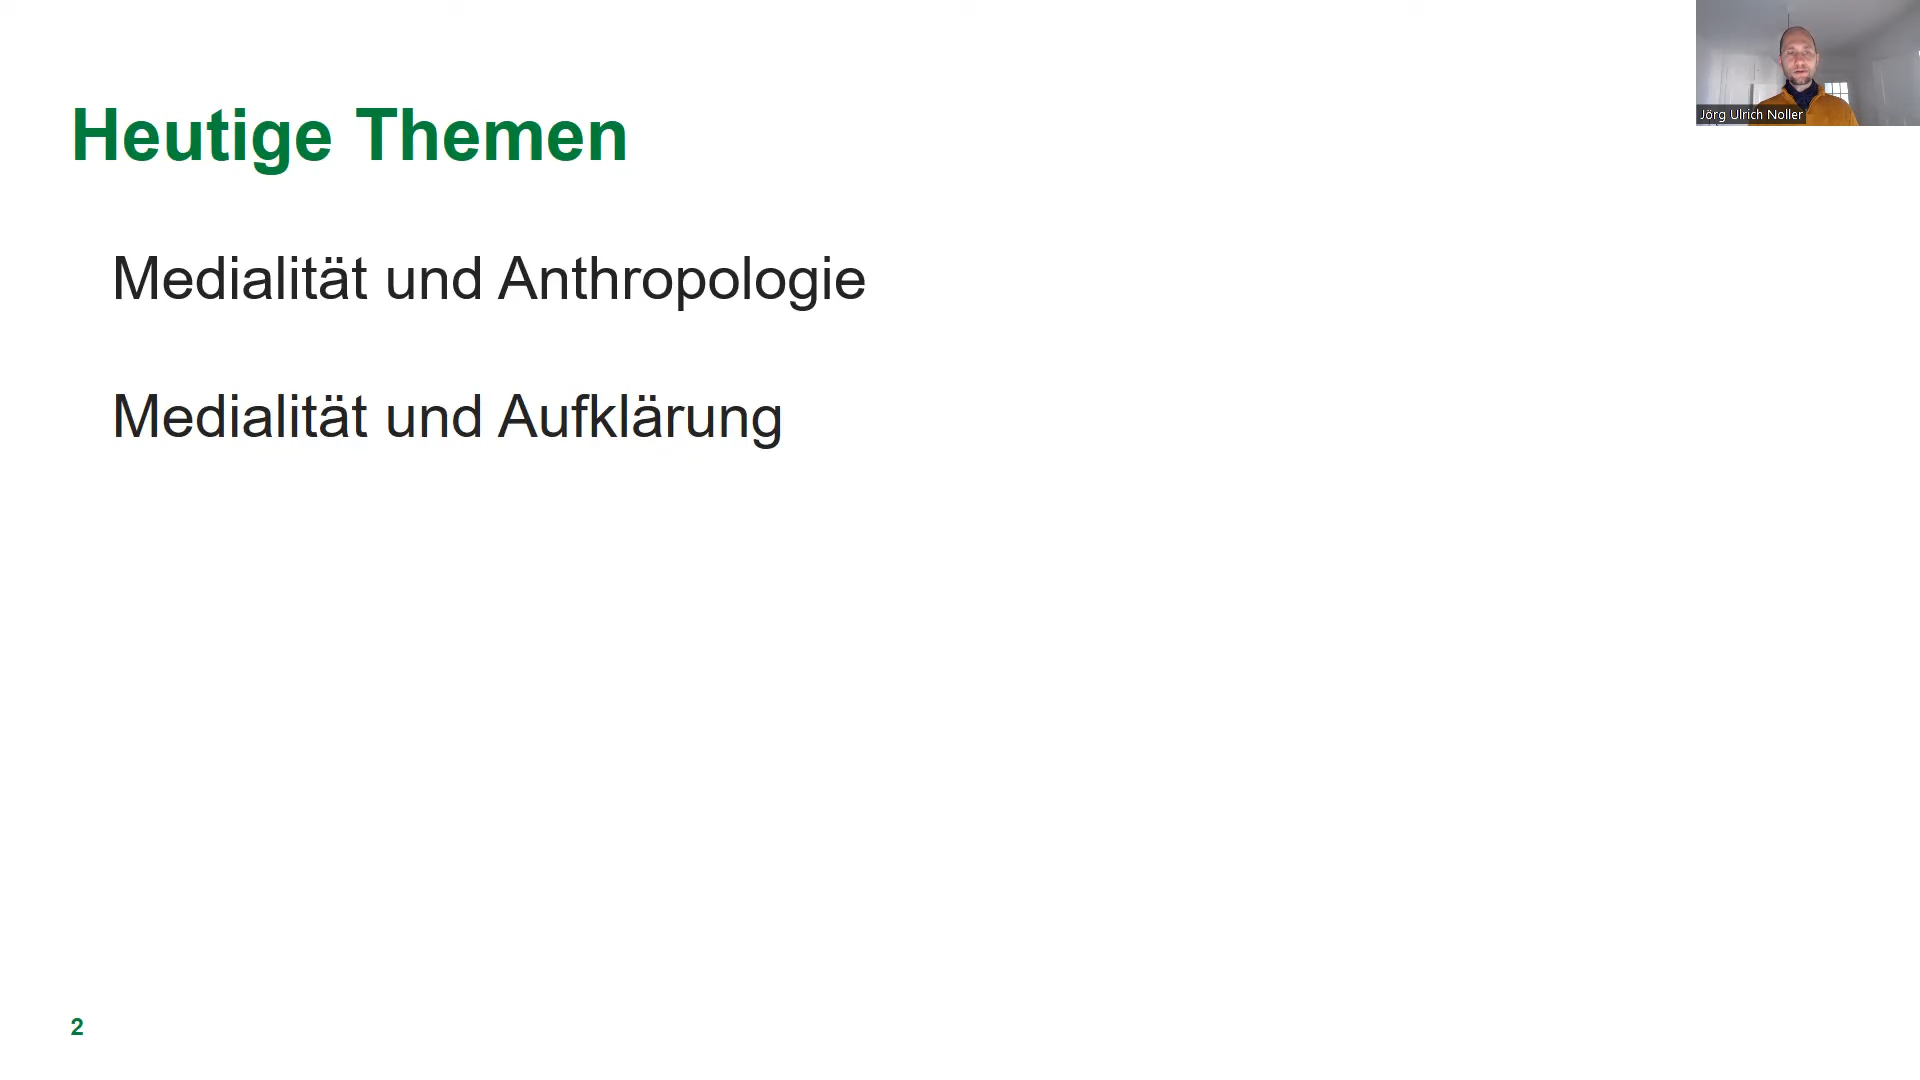 Heutige Themen
Jörg Ulrich Noller
Medialität und Anthropologie
Medialität und Aufklärung
2